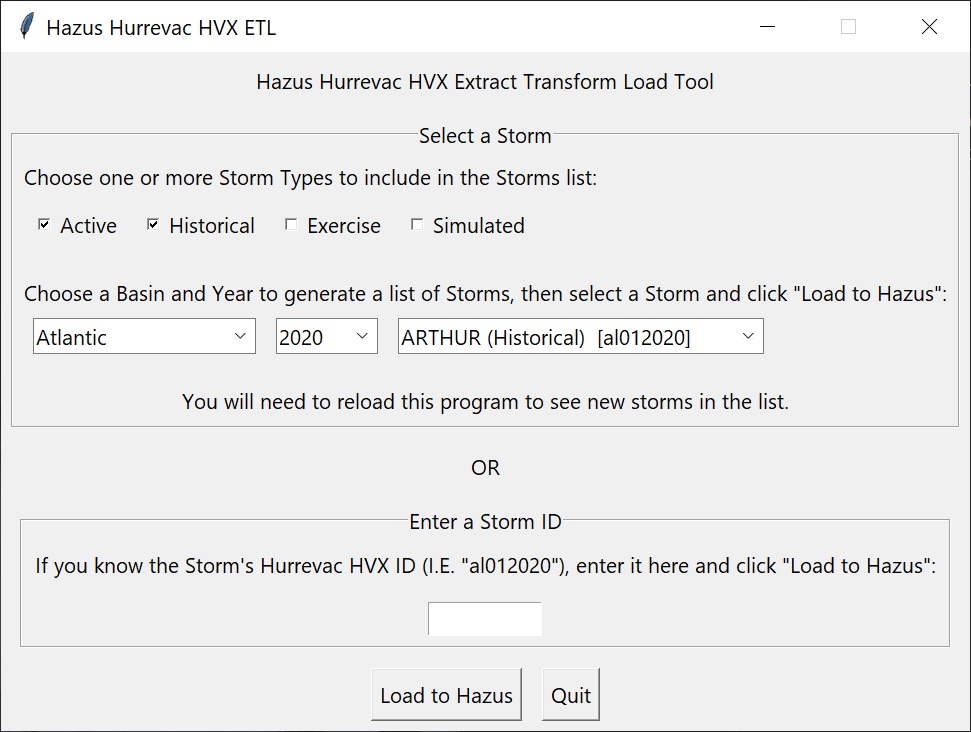 Hazus Hurrevac HVX ETL
Hazus Hurrevac HVX Extract Transform Load Tool
Select a Storm
Choose one or more Storm Types to include in the Storms list:
Active Historical Exercise Simulated
Choose a Basin and Year to generate a list of Storms, then select a Storm and click "Load to Hazus":
Atlantic 2020 ARTHUR (Historical) [al012020]
You will need to reload this program to see new storms in the list.
OR
Enter a Storm ID
If you know the Storm's Hurrevac HVX ID (I.E. "al012020"), enter it here and click "Load to Hazus":
Load to Hazus Quit